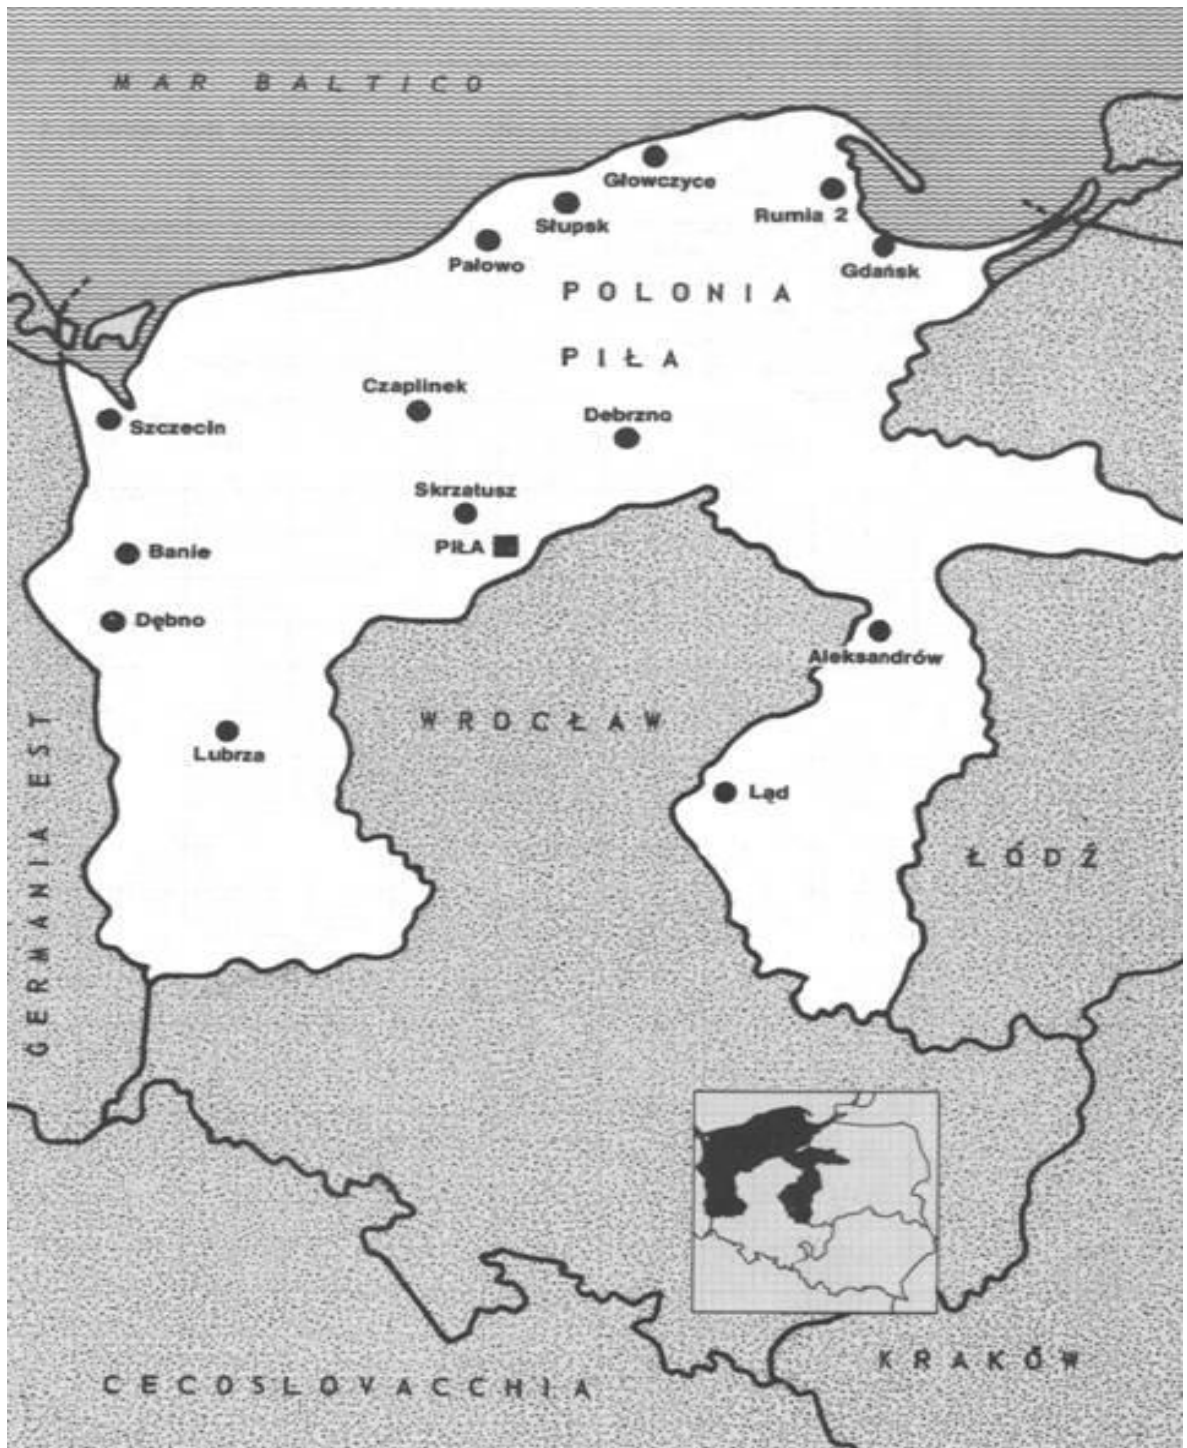 MAR BALTICO
Głowczyce
Rumia 2
Słupsk
Pałowo
Gdańsk
POLONIA
PIŁA
Czaplinek
Debrzno
Szczecin
Skrzatusz
PIŁA
Banie
Dębno
Aleksandrów
WROCŁAW
Lubrza
Ląd
GERMANIA EST
ŁÓDŹ
KRAKÓW
CECOSLOVACCHIA